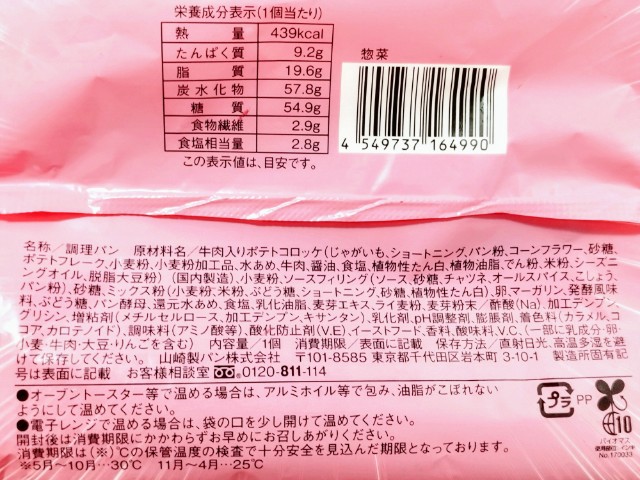 栄養成分表示(1個当たり)
熱量 439kcal
たんぱく質 9.2g
脂質 19.6g
炭水化物 57.8g
糖質 54.9g
食物繊維 2.9g
食塩相当量 2.8g
この表示値は、目安です。
惣菜
4 549737 164990
名称/調理パン 原材料名/牛肉入りポテトコロッケ(じゃがいも、ショートニング、パン粉、コーンフラワー、砂糖、
ポテトフレーク、小麦粉、小麦粉加工品、水あめ、牛肉、醤油、食塩、植物性たん白、植物油脂、でん粉、米粉、シーズニ
ングオイル、脱脂大豆粉)(国内製造)、小麦粉、ソースフィリング(ソース、砂糖、チャツネ、オールスパイス、こしょう、
パン粉)、砂糖、ミックス粉(小麦粉、米粉、ぶどう糖、ショートニング、砂糖、植物性たん白)、卵、マーガリン、発酵風味
料、ぶどう糖、パン酵母、還元水あめ、食塩、乳化油脂、麦芽エキス、ライ麦粉、麦芽粉末/酢酸(Na)、加工デンプン、
グリシン、増粘剤(メチルセルロース、加工デンプン、キサンタン)、乳化剤、pH調整剤、膨脹剤、着色料(カラメル、コ
コア、カロテノイド)、調味料(アミノ酸等)、酸化防止剤(V.E)、イーストフード、香料、酸味料、V.C、(一部に乳成分・卵・
小麦・牛肉・大豆・りんごを含む) 内容量/1個 消費期限/表面に記載 保存方法/直射日光、高温多湿を避
けて保存してください。 山崎製パン株式会社 〒101-8585 東京都千代田区岩本町3-10-1 製造所固有記
号は表面に記載 お客様相談室 0120-811-114
●オーブントースター等で温める場合は、アルミホイル等で包み、油脂がこぼれない
ようにして温めてください。
●電子レンジで温める場合は、袋の口を少し開けて温めてください。
開封後は消費期限にかかわらずお早めにお召しあがりください。
消費期限は(※)℃の保管温度の検査で十分安全を見込んだ期限となっております。
※5月～10月…30℃ 11月～4月…25℃
プラ PP
10
バイオマス
使用部位:インキ
No.170033